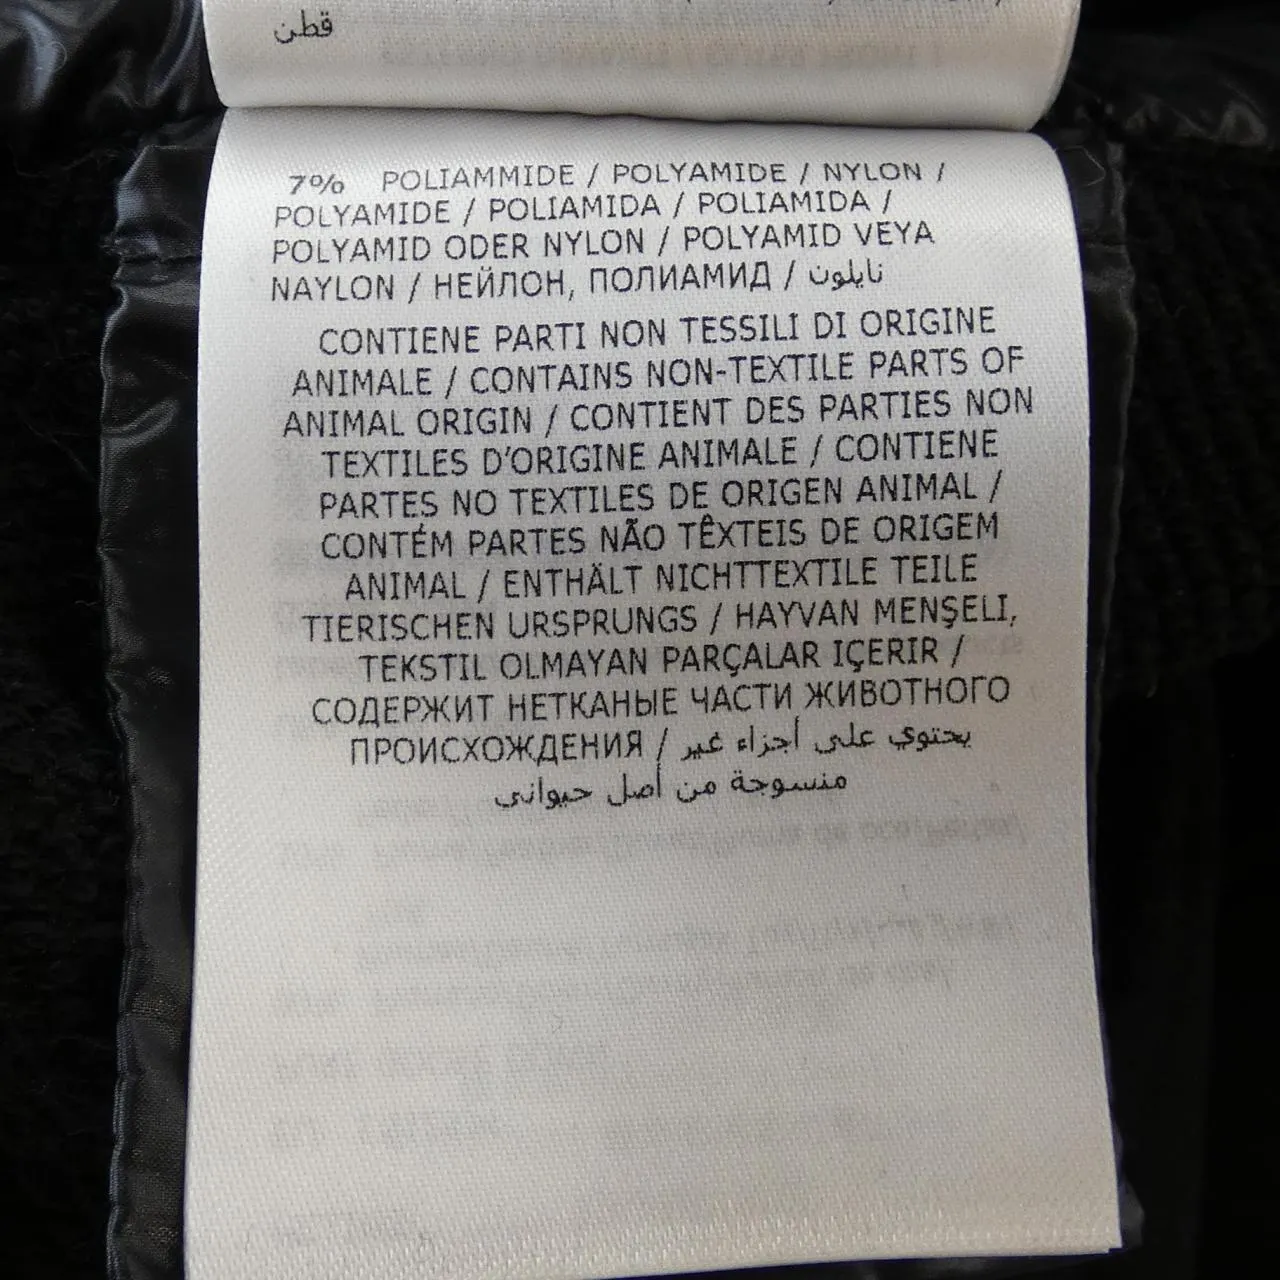 قطن
7% POLIAMMIDE / POLYAMIDE / NYLON /
POLYAMIDE / POLIAMIDA / POLIAMIDA /
POLYAMID ODER NYLON / POLYAMID VEYA
NAYLON / НЕЙЛОН, ПОЛИАМИД / نايلون
CONTIENE PARTI NON TESSILI DI ORIGINE
ANIMALE / CONTAINS NON-TEXTILE PARTS OF
ANIMAL ORIGIN / CONTIENT DES PARTIES NON
TEXTILES D'ORIGINE ANIMALE / CONTIENE
PARTES NO TEXTILES DE ORIGEN ANIMAL /
CONTÉM PARTES NÃO TÊXTEIS DE ORIGEM
ANIMAL / ENTHÄLT NICHTTEXTILE TEILE
TIERISCHEN URSPRUNGS / HAYVAN MENŞELI,
TEKSTIL OLMAYAN PARÇALAR IÇERIR /
СОДЕРЖИТ НЕТКАНЫЕ ЧАСТИ ЖИВОТНОГО
ПРОИСХОЖДЕНИЯ / يحتوي على أجزاء غير
منسوجة من أصل حيواني